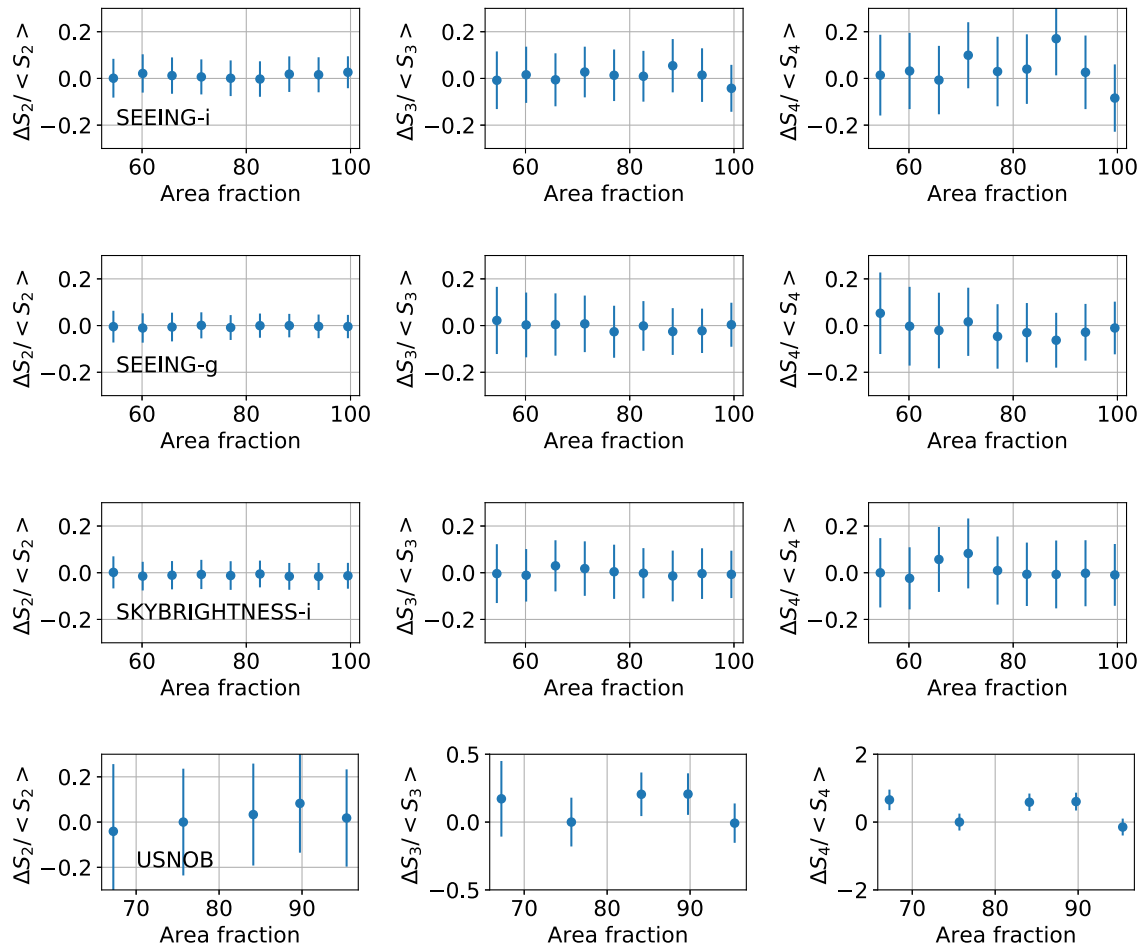 ΔS₂/ < S₂ >
0.2
0.0
−0.2
SEEING-i
60 80 100
Area fraction
ΔS₃/ < S₃ >
0.2
0.0
−0.2
60 80 100
Area fraction
ΔS₄/ < S₄ >
0.2
0.0
−0.2
60 80 100
Area fraction
ΔS₂/ < S₂ >
0.2
0.0
−0.2
SEEING-g
60 80 100
Area fraction
ΔS₃/ < S₃ >
0.2
0.0
−0.2
60 80 100
Area fraction
ΔS₄/ < S₄ >
0.2
0.0
−0.2
60 80 100
Area fraction
ΔS₂/ < S₂ >
0.2
0.0
−0.2
SKYBRIGHTNESS-i
60 80 100
Area fraction
ΔS₃/ < S₃ >
0.2
0.0
−0.2
60 80 100
Area fraction
ΔS₄/ < S₄ >
0.2
0.0
−0.2
60 80 100
Area fraction
ΔS₂/ < S₂ >
0.2
0.0
−0.2
USNOB
70 80 90
Area fraction
ΔS₃/ < S₃ >
0.5
0.0
−0.5
70 80 90
Area fraction
ΔS₄/ < S₄ >
2
0
−2
70 80 90
Area fraction